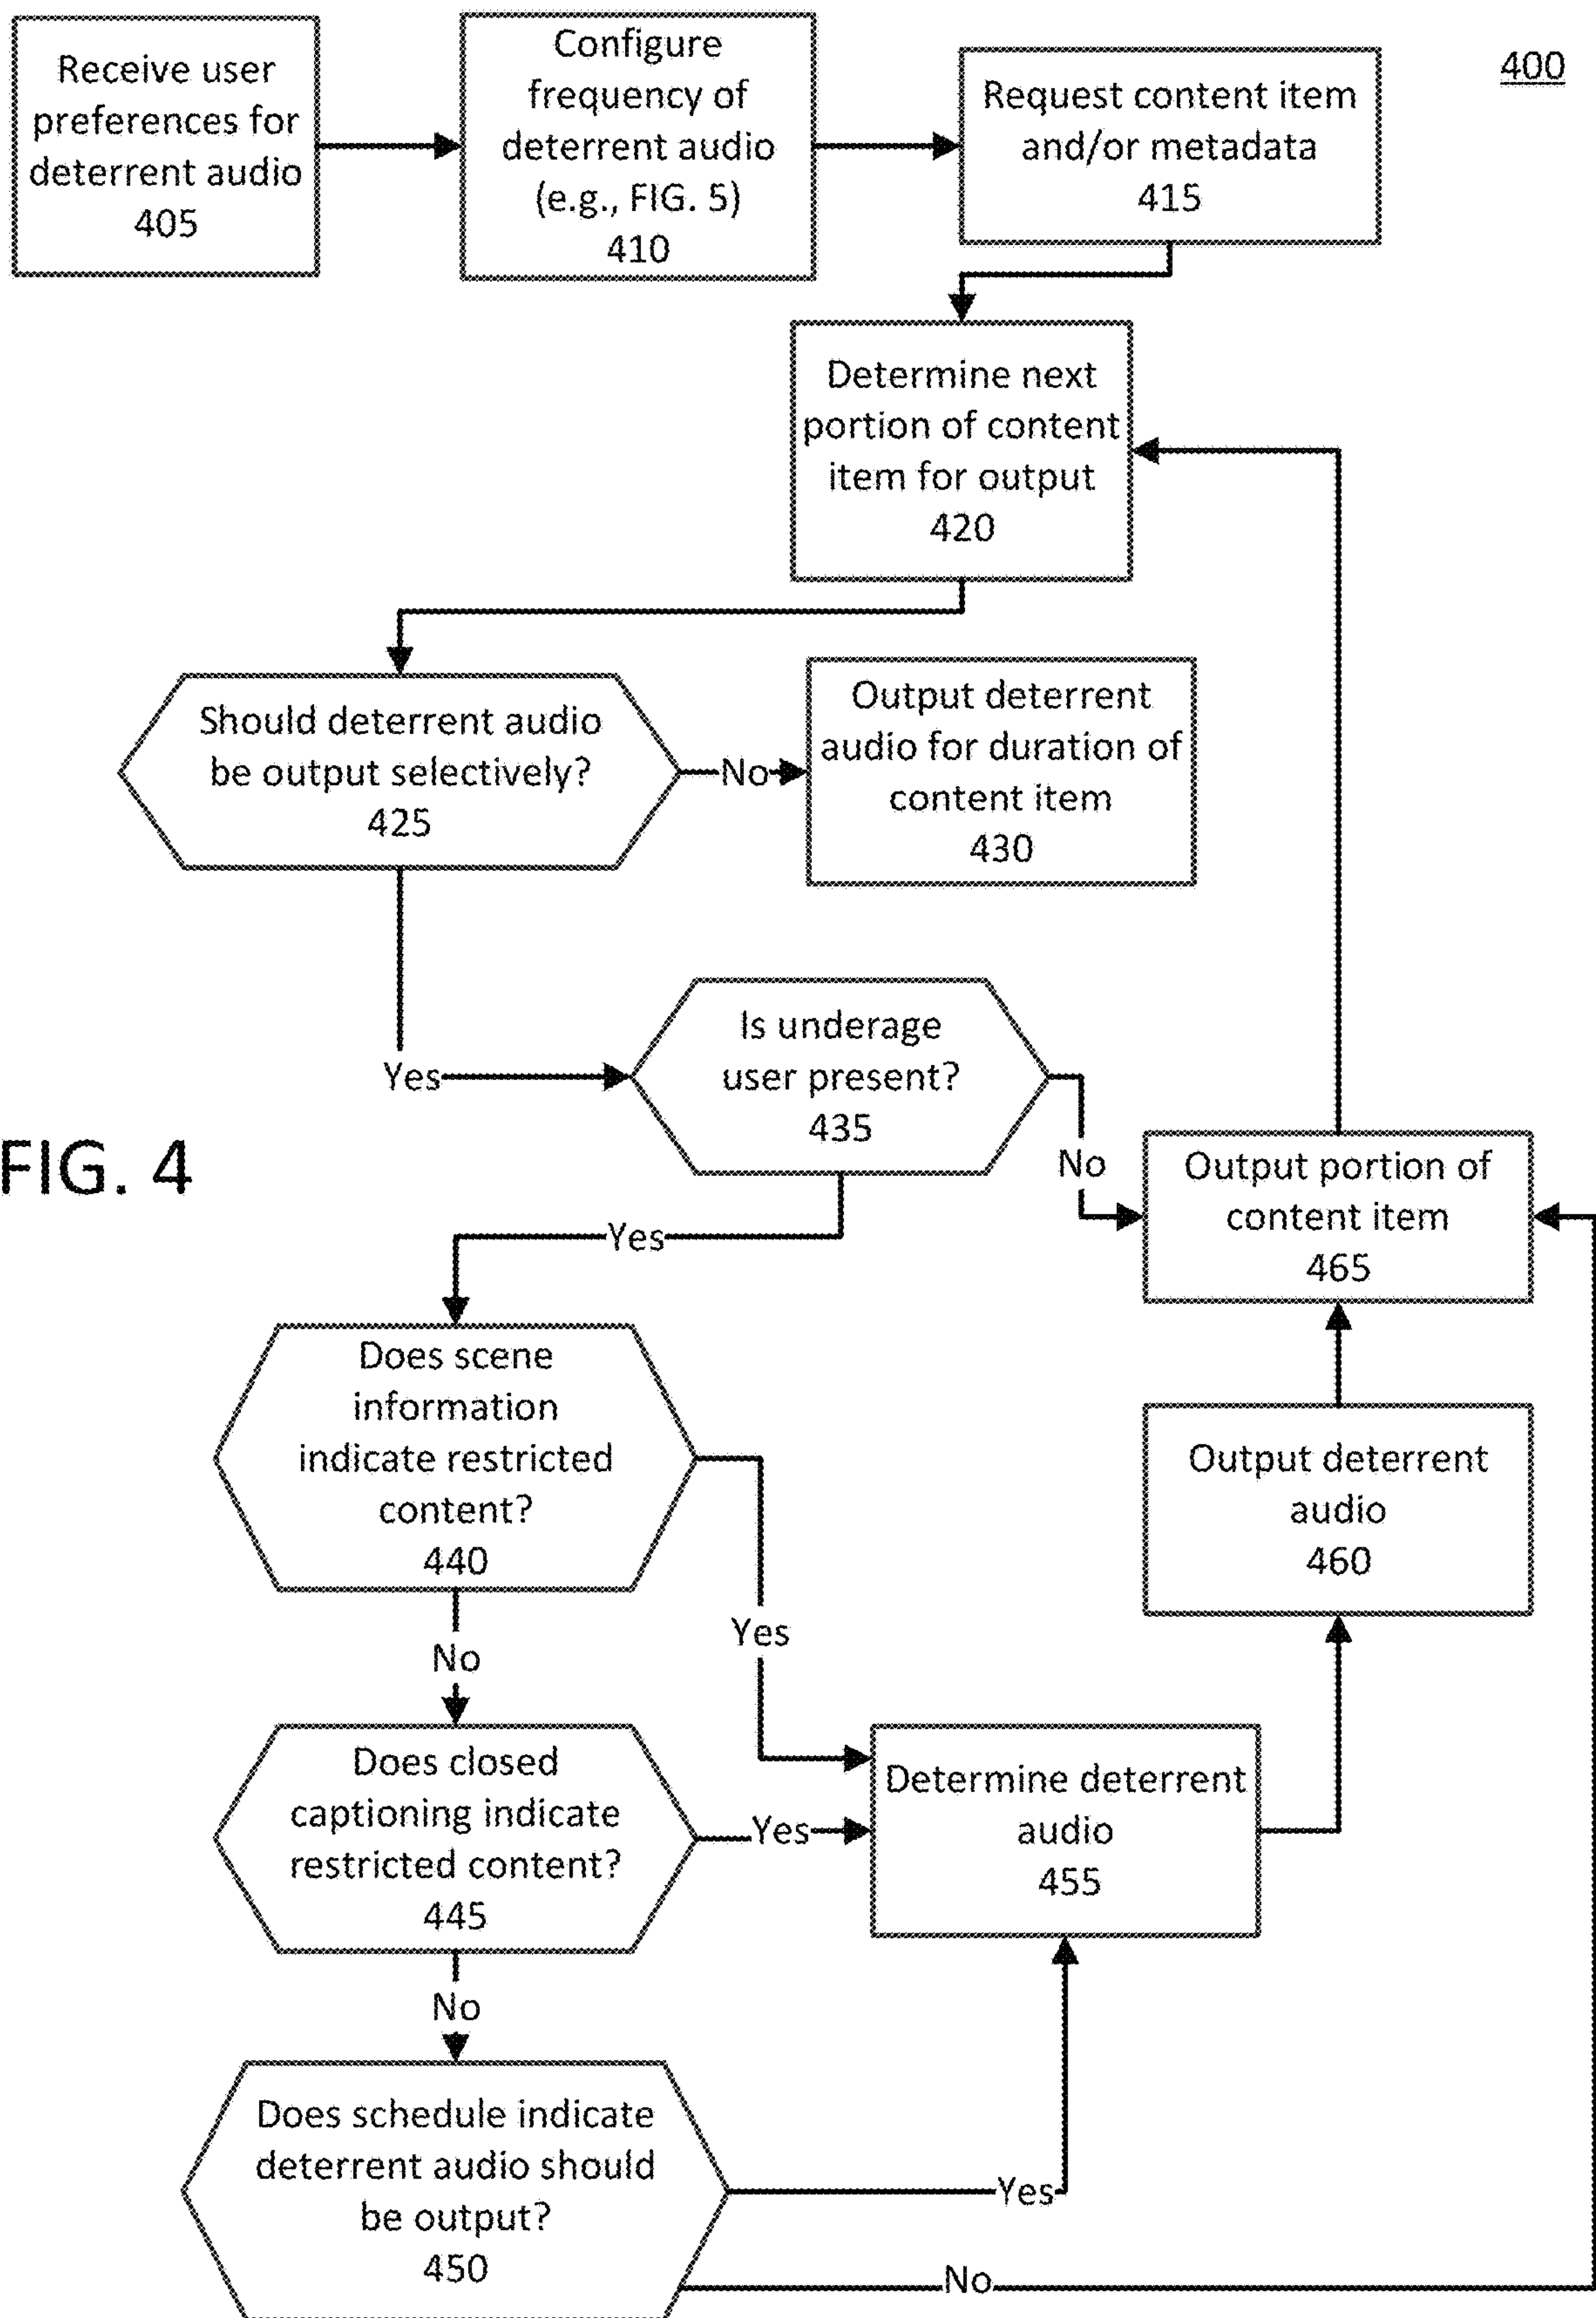 Receive user
preferences for
deterrent audio
405
Configure
frequency of
deterrent audio
(e.g., FIG. 5)
410
Request content item
and/or metadata
415
400
Determine next
portion of content
item for output
420
Should deterrent audio
be output selectively?
425
No
Output deterrent
audio for duration of
content item
430
Yes
Is underage
user present?
435
No
FIG. 4
Output portion of
content item
465
Yes
Does scene
information
indicate restricted
content?
440
Yes
No
Output deterrent
audio
460
Does closed
captioning indicate
restricted content?
445
Yes
Determine deterrent
audio
455
No
Does schedule indicate
deterrent audio should
be output?
450
Yes
No